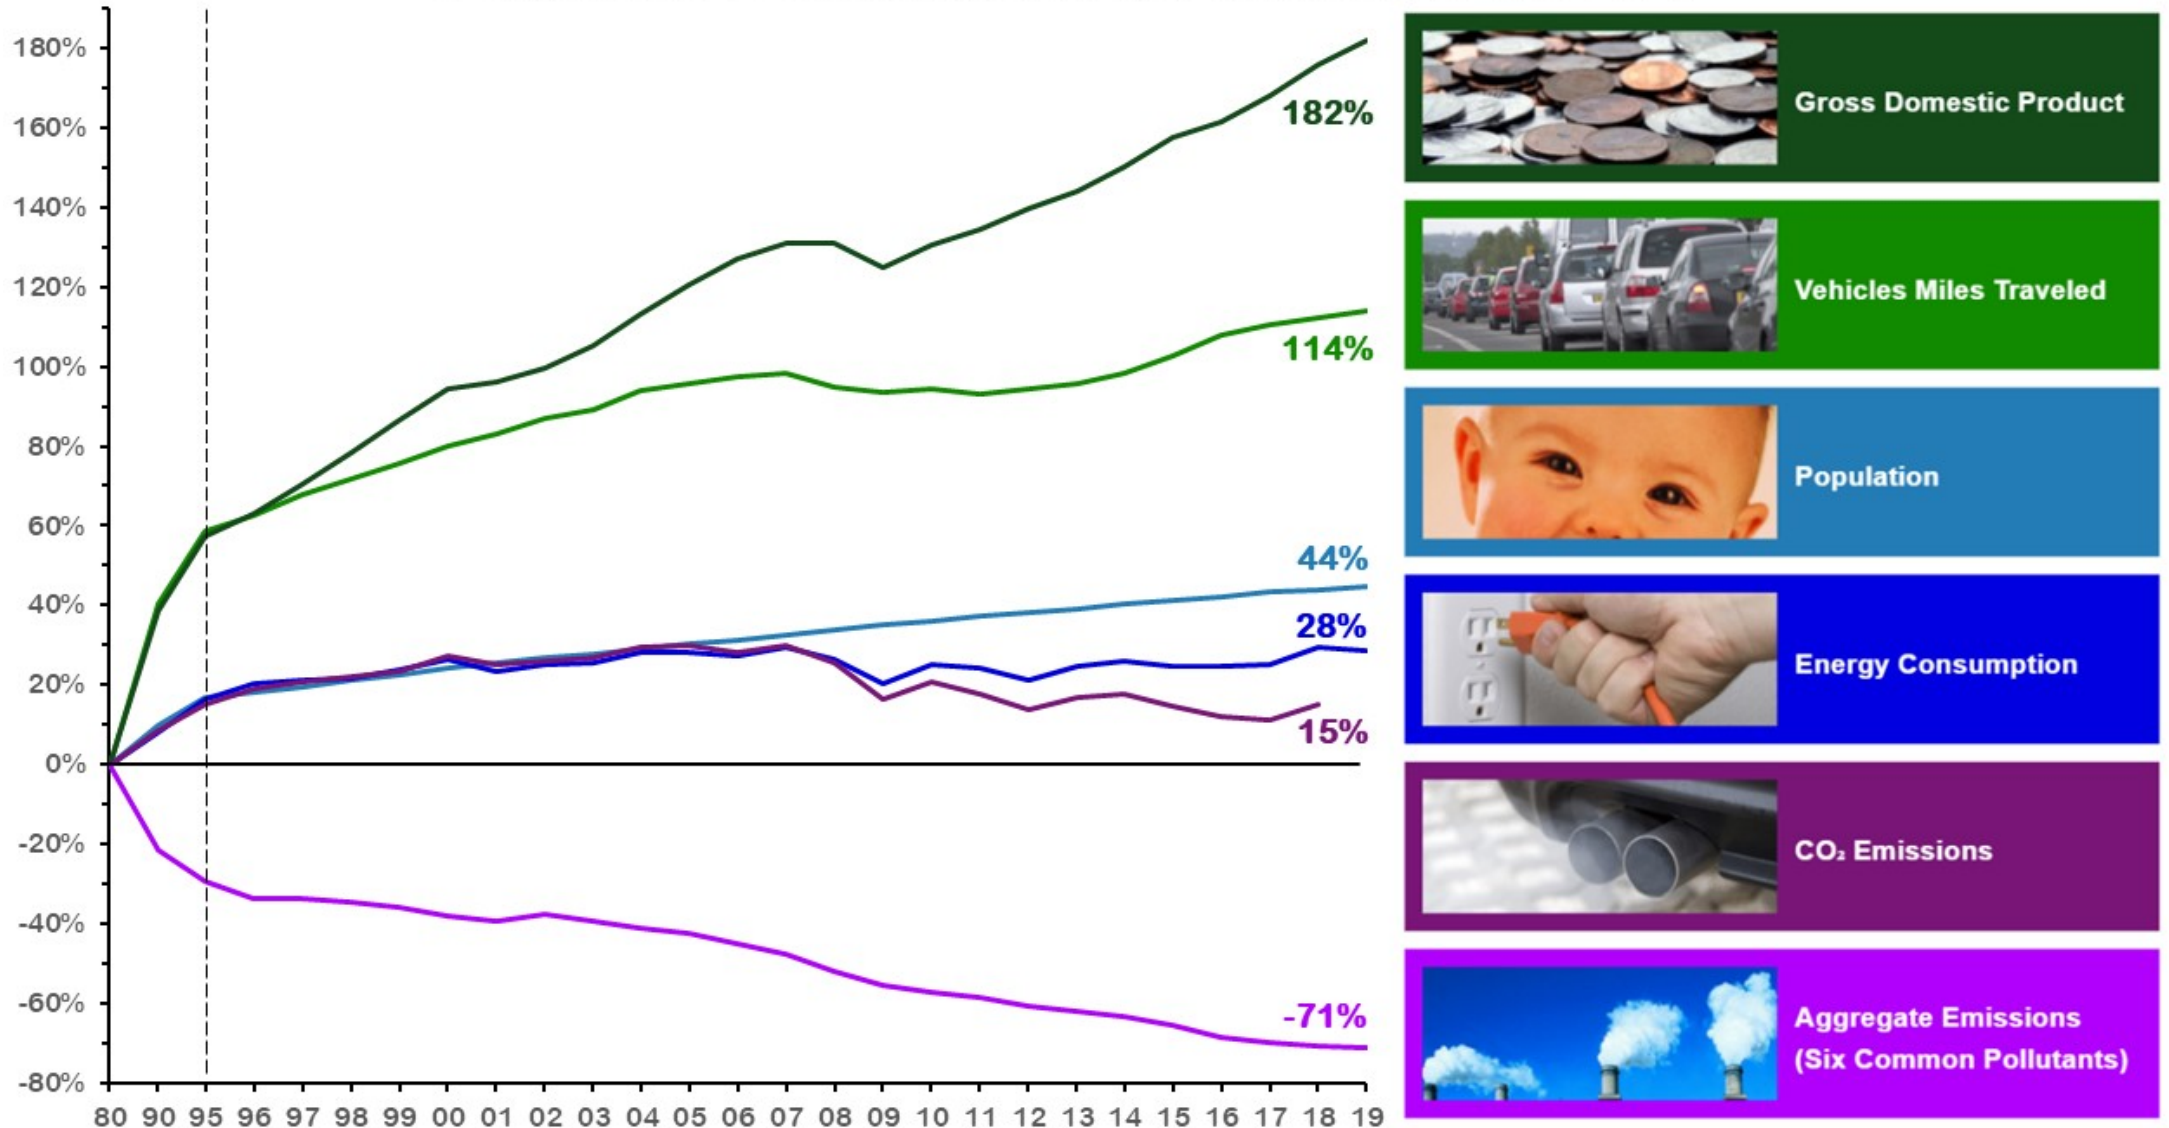 180%
160%
140%
120%
100%
80%
60%
40%
20%
0%
-20%
-40%
-60%
-80%
80 90 95 96 97 98 99 00 01 02 03 04 05 06 07 08 09 10 11 12 13 14 15 16 17 18 19
182%
114%
44%
28%
15%
-71%
Gross Domestic Product
Vehicles Miles Traveled
Population
Energy Consumption
CO₂ Emissions
Aggregate Emissions
(Six Common Pollutants)